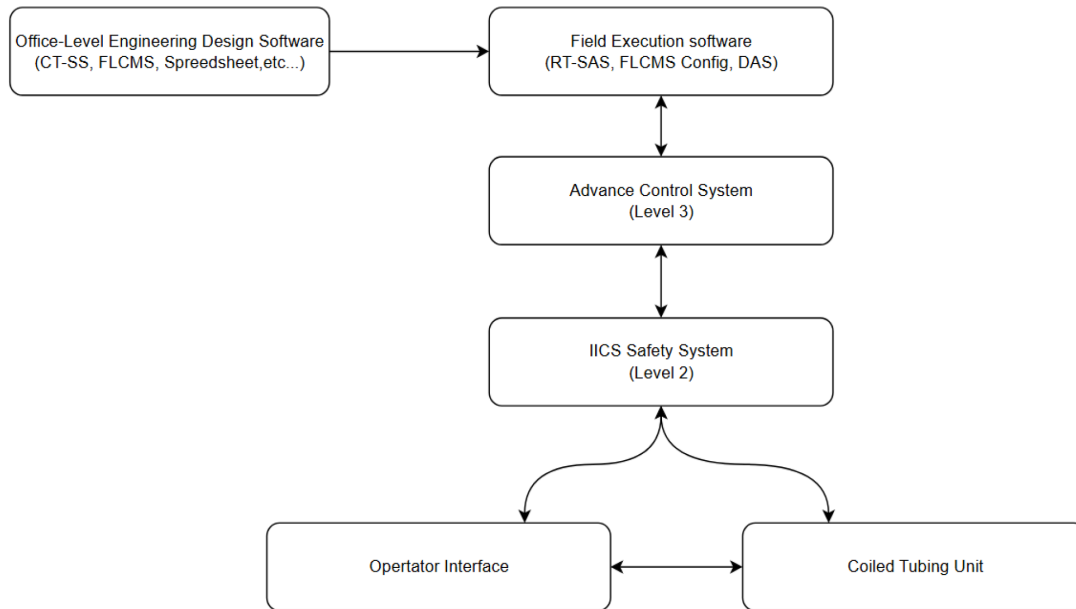 Office-Level Engineering Design Software
(CT-SS, FLCMS, Spreedsheet,etc...)
Field Execution software
(RT-SAS, FLCMS Config, DAS)
Advance Control System
(Level 3)
IICS Safety System
(Level 2)
Opertator Interface
Coiled Tubing Unit